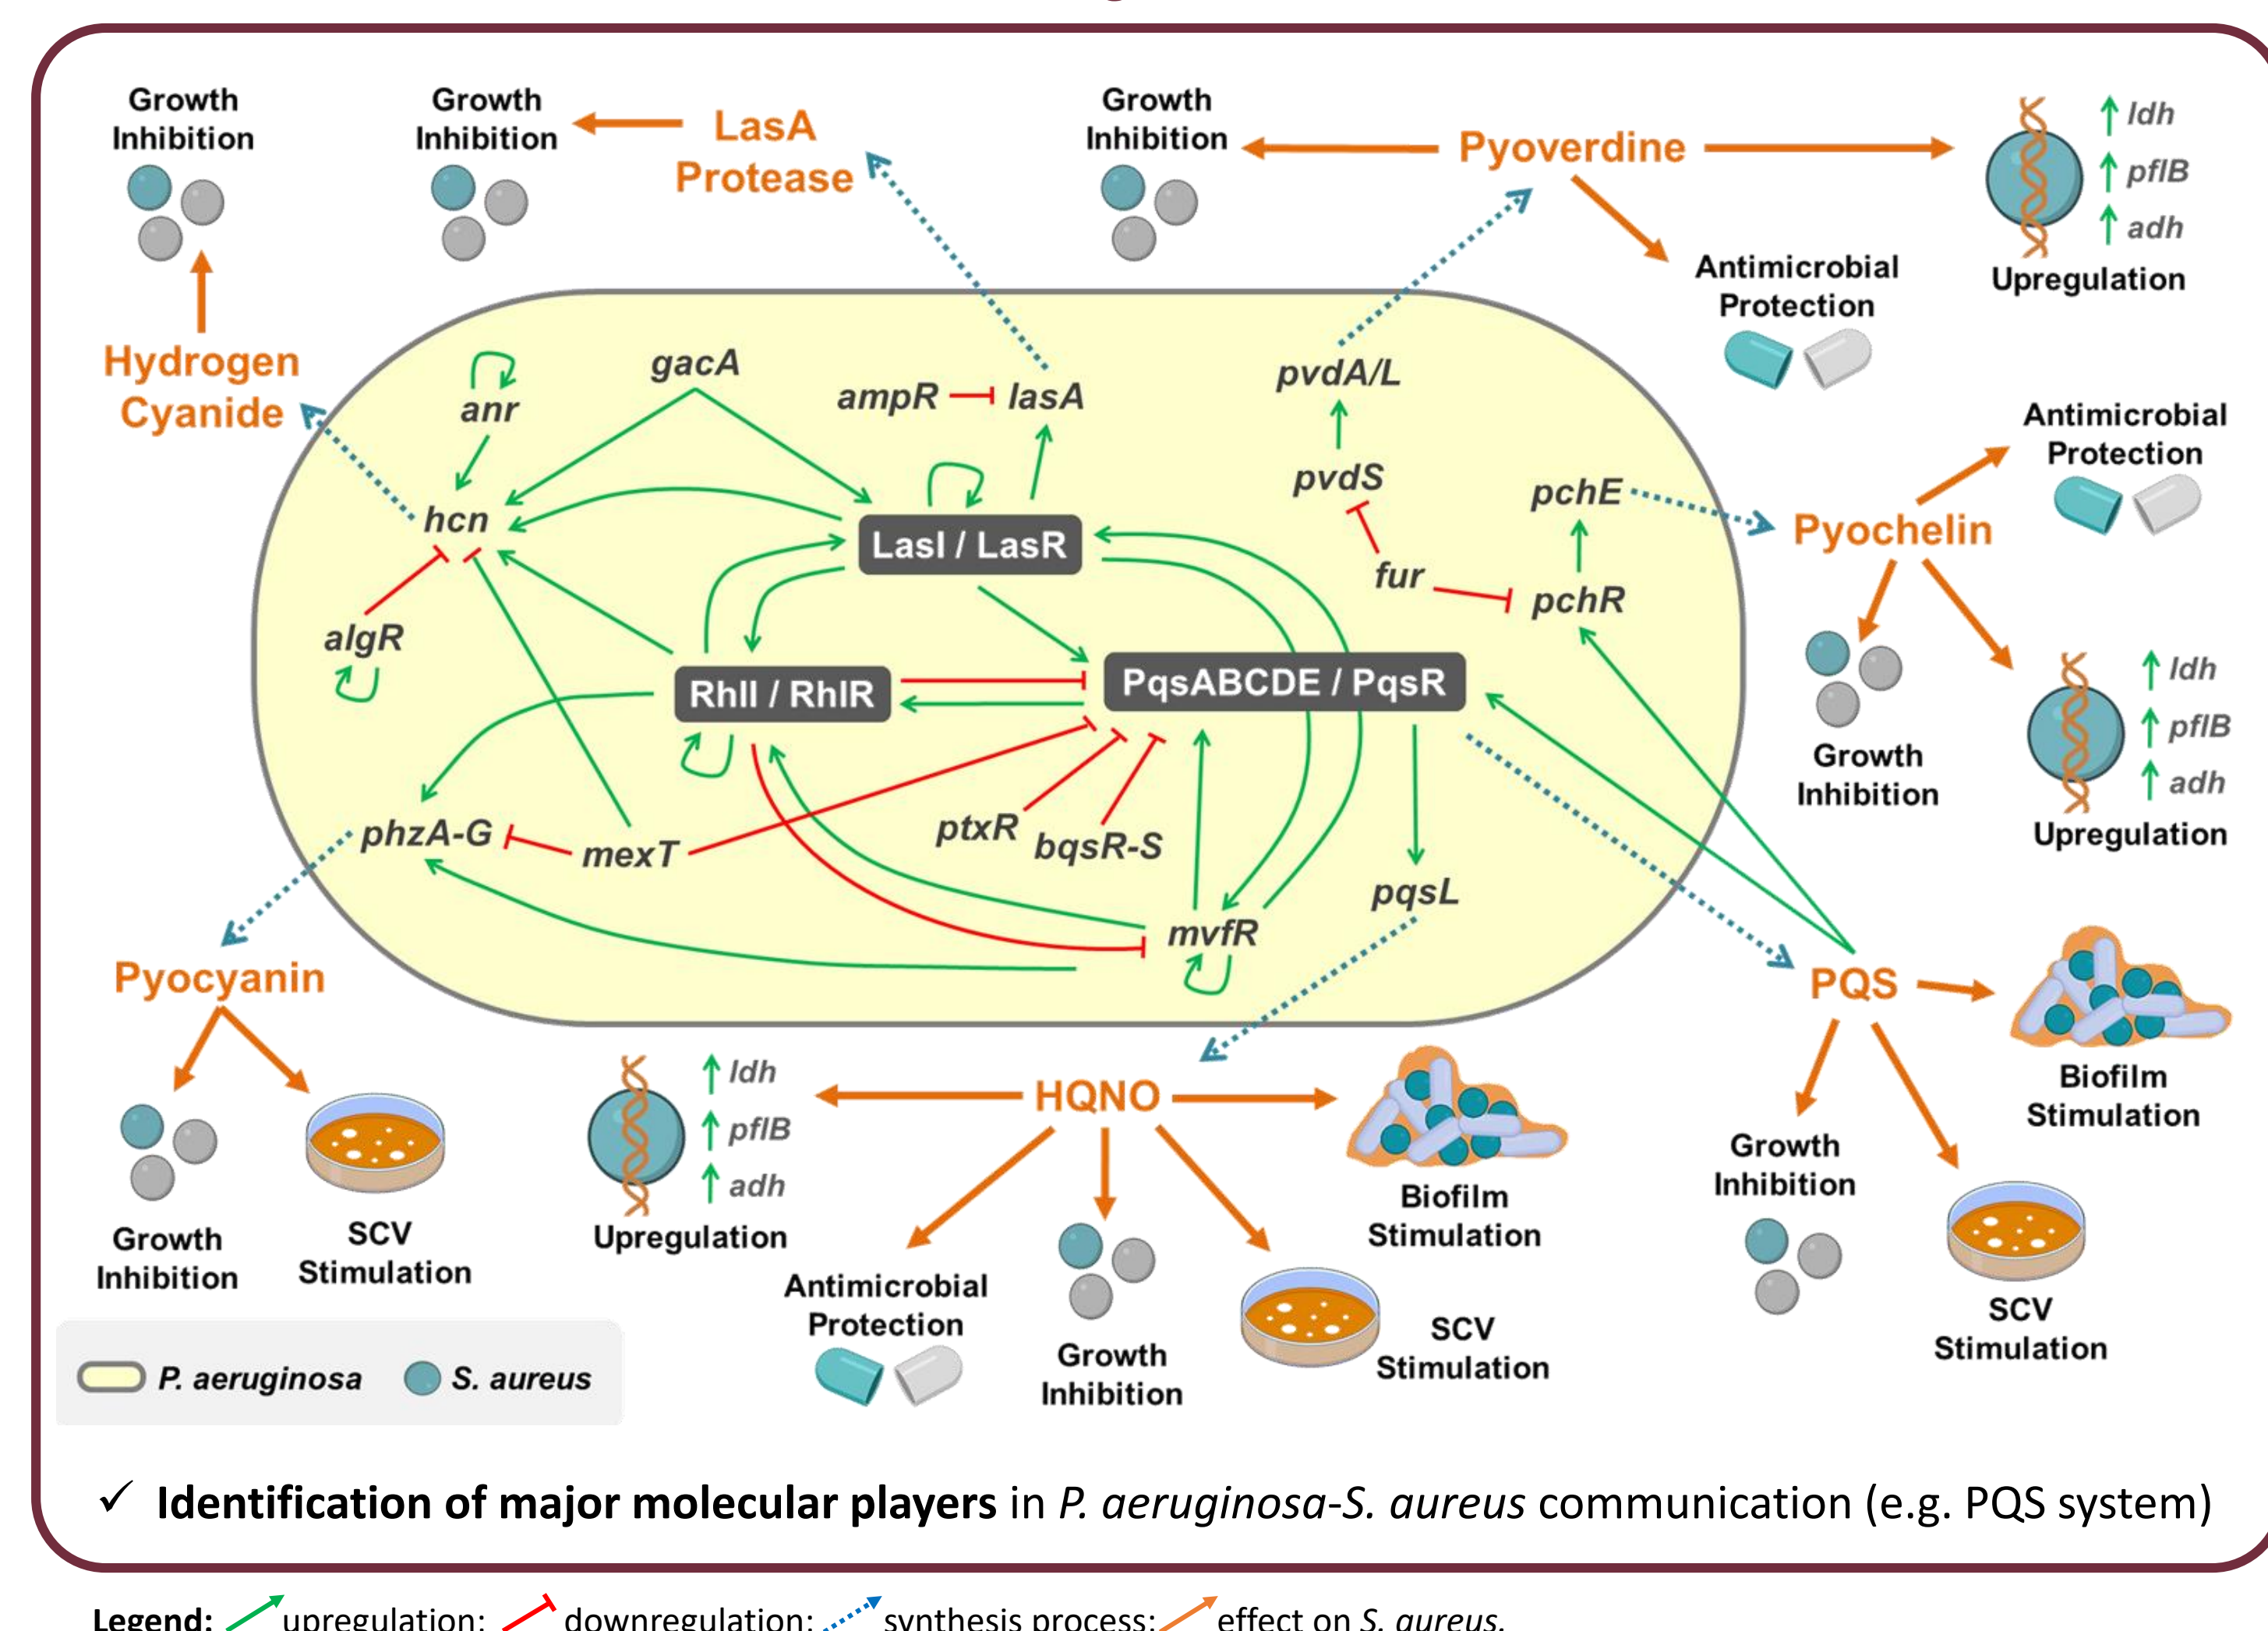 Growth
Inhibition
Growth
Inhibition
LasA
Protease
Growth
Inhibition
Pyoverdine
ldh
pflB
adh
Upregulation
Antimicrobial
Protection
Hydrogen
Cyanide
anr
gacA
ampR
lasA
pvdA/L
pvdS
pchE
Antimicrobial
Protection
Pyochelin
hcn
LasI / LasR
fur
pchR
algR
RhlI / RhlR
PqsABCDE / PqsR
Growth
Inhibition
ldh
pflB
adh
Upregulation
phzA-G
mexT
ptxR
bqsR-S
pqsL
mvfR
Pyocyanin
PQS
Biofilm
Stimulation
Growth
Inhibition
SCV
Stimulation
Growth
Inhibition
SCV
Stimulation
ldh
pflB
adh
Upregulation
HQNO
Biofilm
Stimulation
Antimicrobial
Protection
Growth
Inhibition
SCV
Stimulation
P. aeruginosa S. aureus
✓ Identification of major molecular players in P. aeruginosa-S. aureus communication (e.g. PQS system)
Legend: upregulation; downregulation; synthesis process; effect on S. aureus.